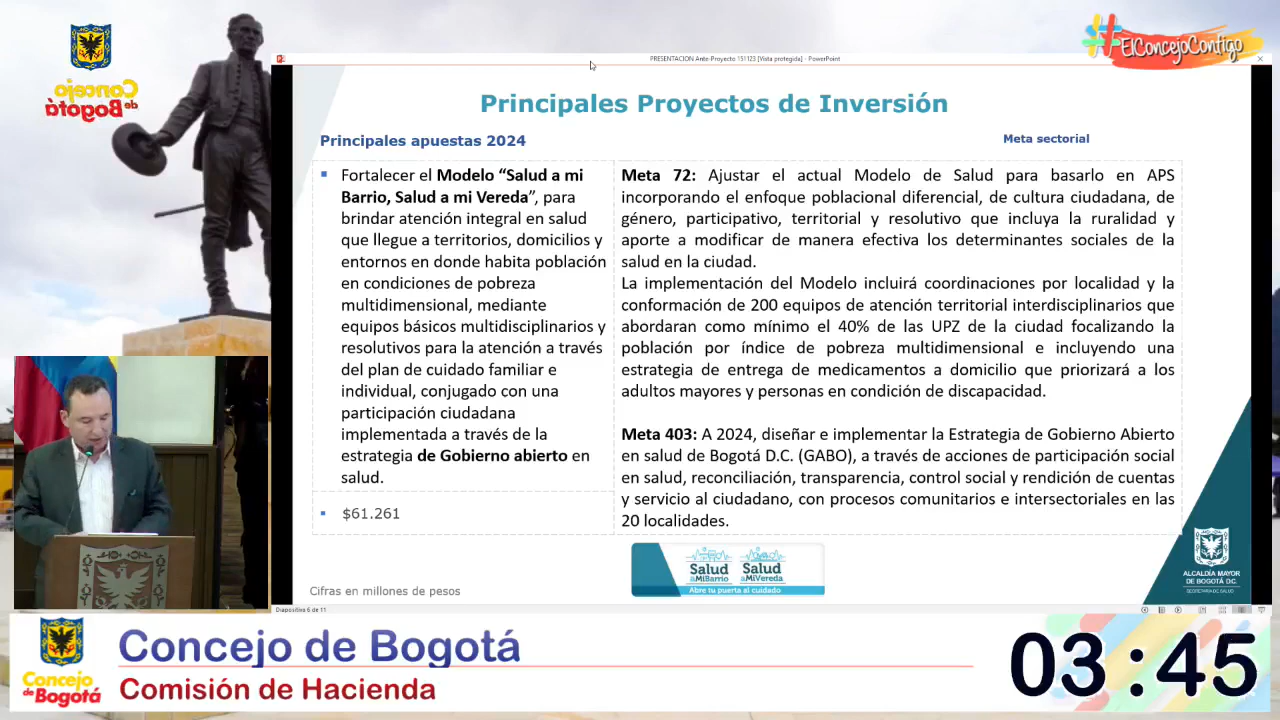 #ElConcejoContigo
Concejo
de Bogotá
PRESENTACION Ante-Proyecto 151123 [Vista protegida] - PowerPoint
Principales Proyectos de Inversión
Principales apuestas 2024
Meta sectorial
▪ Fortalecer el Modelo “Salud a mi
Barrio, Salud a mi Vereda”, para
brindar atención integral en salud
que llegue a territorios, domicilios y
entornos en donde habita población
en condiciones de pobreza
multidimensional, mediante
equipos básicos multidisciplinarios y
resolutivos para la atención a través
del plan de cuidado familiar e
individual, conjugado con una
participación ciudadana
implementada a través de la
estrategia de Gobierno abierto en
salud.
▪ $61.261
Meta 72: Ajustar el actual Modelo de Salud para basarlo en APS
incorporando el enfoque poblacional diferencial, de cultura ciudadana, de
género, participativo, territorial y resolutivo que incluya la ruralidad y
aporte a modificar de manera efectiva los determinantes sociales de la
salud en la ciudad.
La implementación del Modelo incluirá coordinaciones por localidad y la
conformación de 200 equipos de atención territorial interdisciplinarios que
abordaran como mínimo el 40% de las UPZ de la ciudad focalizando la
población por índice de pobreza multidimensional e incluyendo una
estrategia de entrega de medicamentos a domicilio que priorizará a los
adultos mayores y personas en condición de discapacidad.
Meta 403: A 2024, diseñar e implementar la Estrategia de Gobierno Abierto
en salud de Bogotá D.C. (GABO), a través de acciones de participación social
en salud, reconciliación, transparencia, control social y rendición de cuentas
y servicio al ciudadano, con procesos comunitarios e intersectoriales en las
20 localidades.
Salud
aMiBarrio
Salud
aMiVereda
Abre tu puerta al cuidado
Cifras en millones de pesos
ALCALDÍA MAYOR
DE BOGOTÁ D.C.
SECRETARÍA DE SALUD
Diapositiva 6 de 11
Concejo
de Bogotá
Concejo de Bogotá
Comisión de Hacienda
03:45